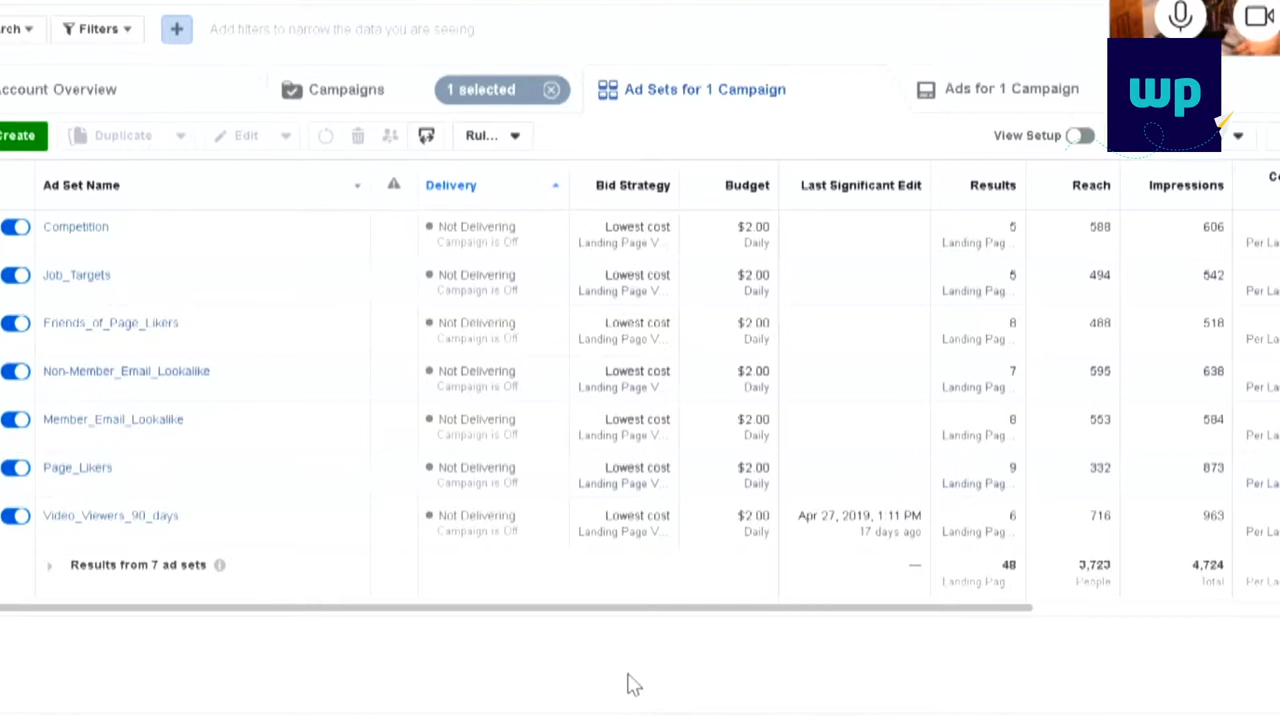 rch Filters Add filters to narrow the data you are seeing
ccount Overview Campaigns 1 selected Ad Sets for 1 Campaign Ads for 1 Campaign wp
Create Duplicate Edit Rul... View Setup
Ad Set Name Delivery Bid Strategy Budget Last Significant Edit Results Reach Impressions
Competition Not Delivering Lowest cost $2.00 5 588 606
Campaign is Off Landing Page V... Daily Landing Pag... Per La
Job_Targets Not Delivering Lowest cost $2.00 5 494 542
Campaign is Off Landing Page V... Daily Landing Pag... Per La
Friends_of_Page_Likers Not Delivering Lowest cost $2.00 8 488 518
Campaign is Off Landing Page V... Daily Landing Pag... Per La
Non-Member_Email_Lookalike Not Delivering Lowest cost $2.00 7 595 638
Campaign is Off Landing Page V... Daily Landing Pag... Per La
Member_Email_Lookalike Not Delivering Lowest cost $2.00 8 553 584
Campaign is Off Landing Page V... Daily Landing Pag... Per La
Page_Likers Not Delivering Lowest cost $2.00 9 332 873
Campaign is Off Landing Page V... Daily Landing Pag... Per La
Video_Viewers_90_days Not Delivering Lowest cost $2.00 Apr 27, 2019, 1:11 PM 6 716 963
Campaign is Off Landing Page V... Daily 17 days ago Landing Pag... Per La
Results from 7 ad sets — 48 3,723 4,724
Landing Pag... People Total Per La